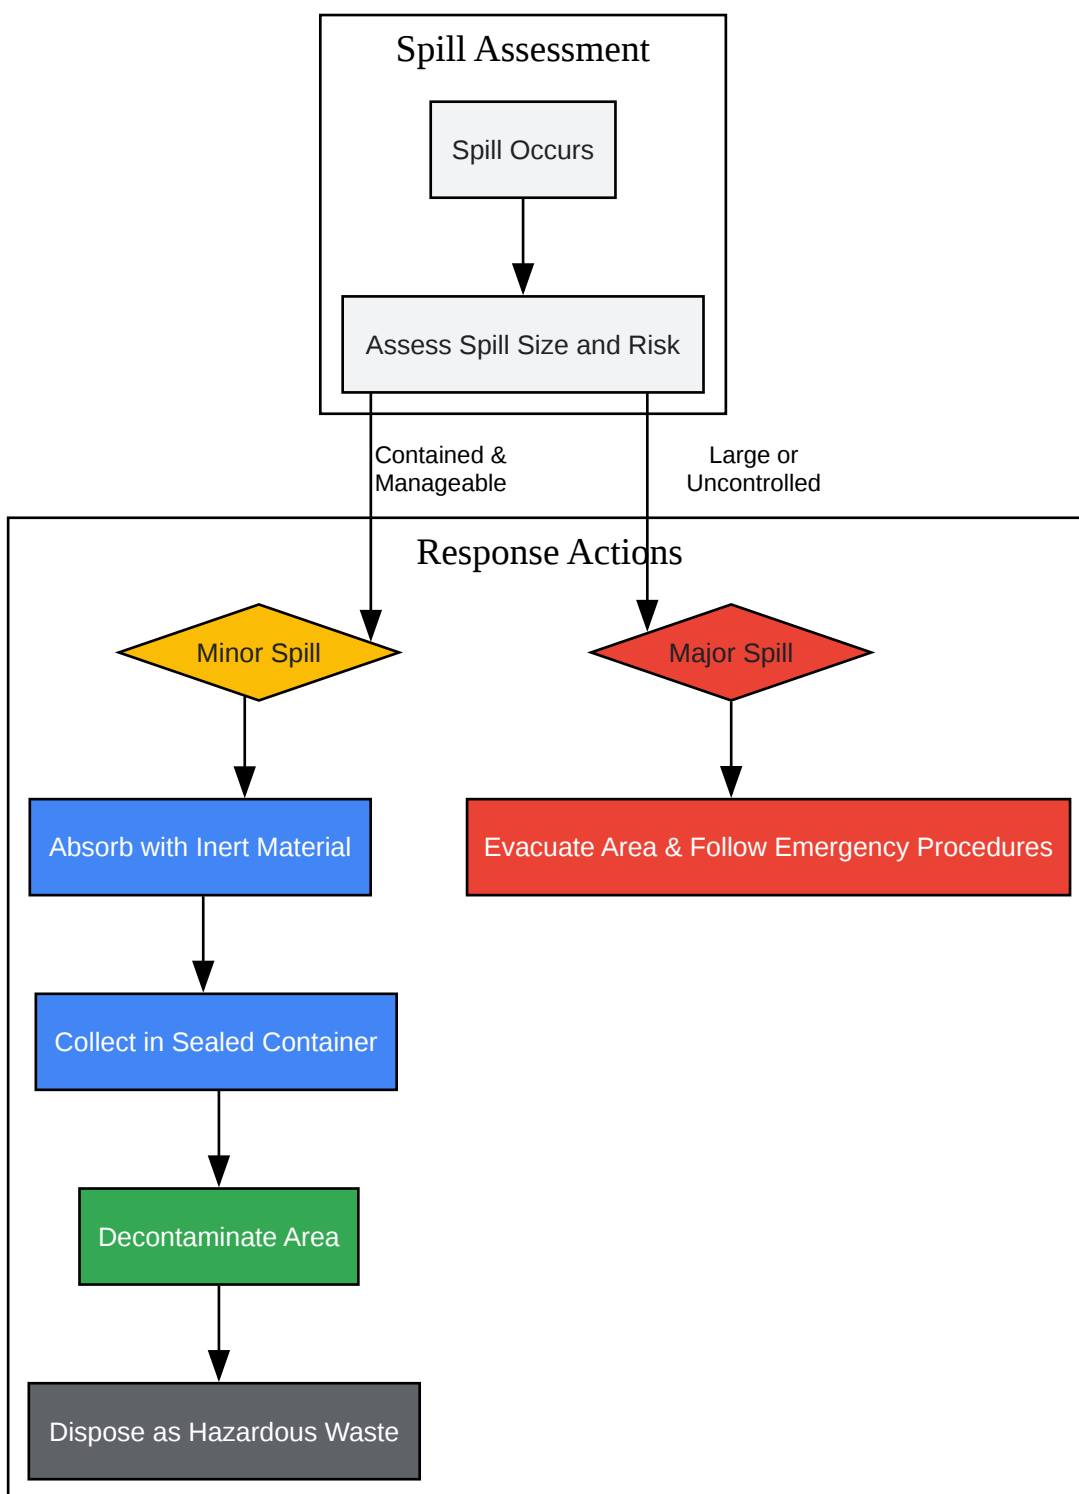 Spill Assessment
Spill Occurs
Assess Spill Size and Risk
Contained &
Manageable
Large or
Uncontrolled
Response Actions
Minor Spill
Major Spill
Absorb with Inert Material
Evacuate Area & Follow Emergency Procedures
Collect in Sealed Container
Decontaminate Area
Dispose as Hazardous Waste